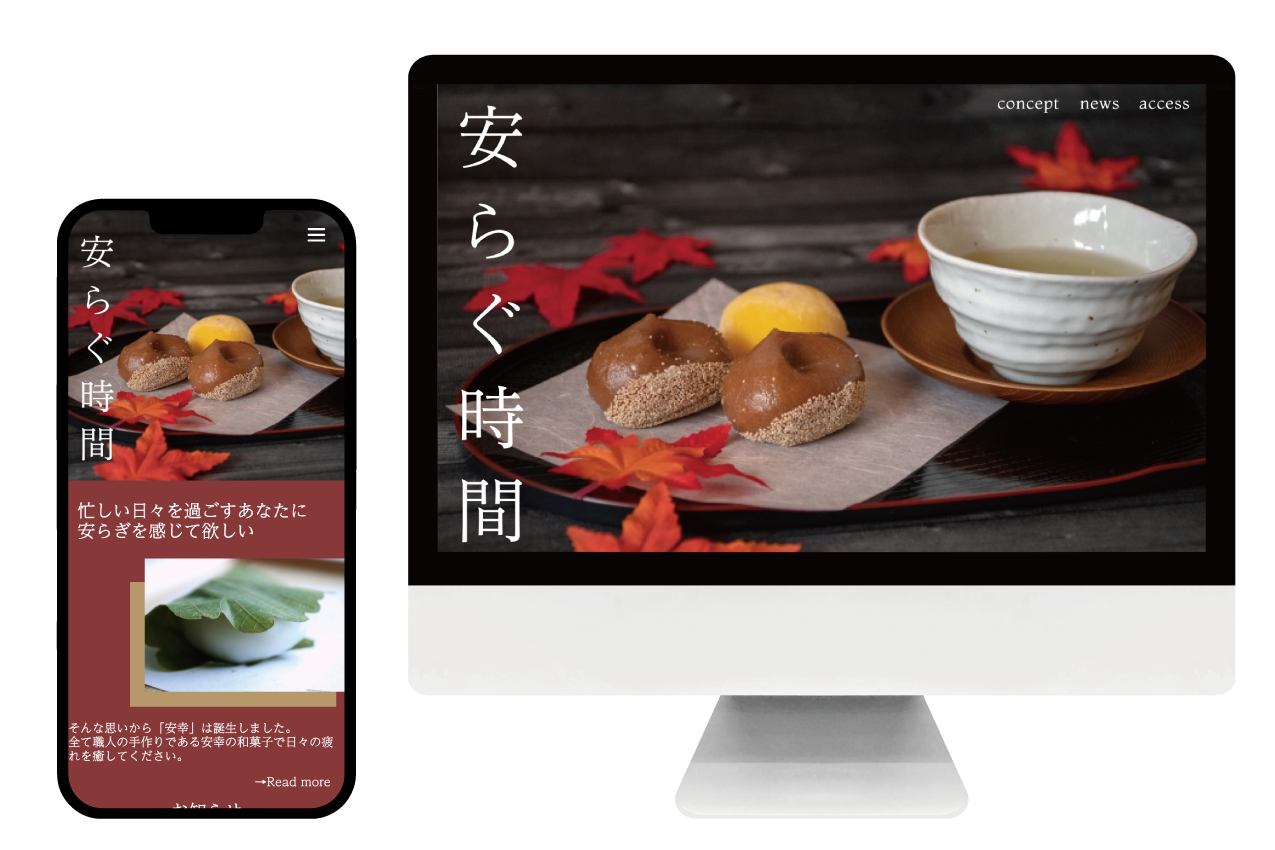 安らぐ時間
忙しい日々を過ごすあなたに
安らぎを感じて欲しい
そんな思いから「安幸」は誕生しました。
全て職人の手作りである安幸の和菓子で日々の疲
れを癒してください。
→Read more
お知らせ
concept news access
安らぐ時間